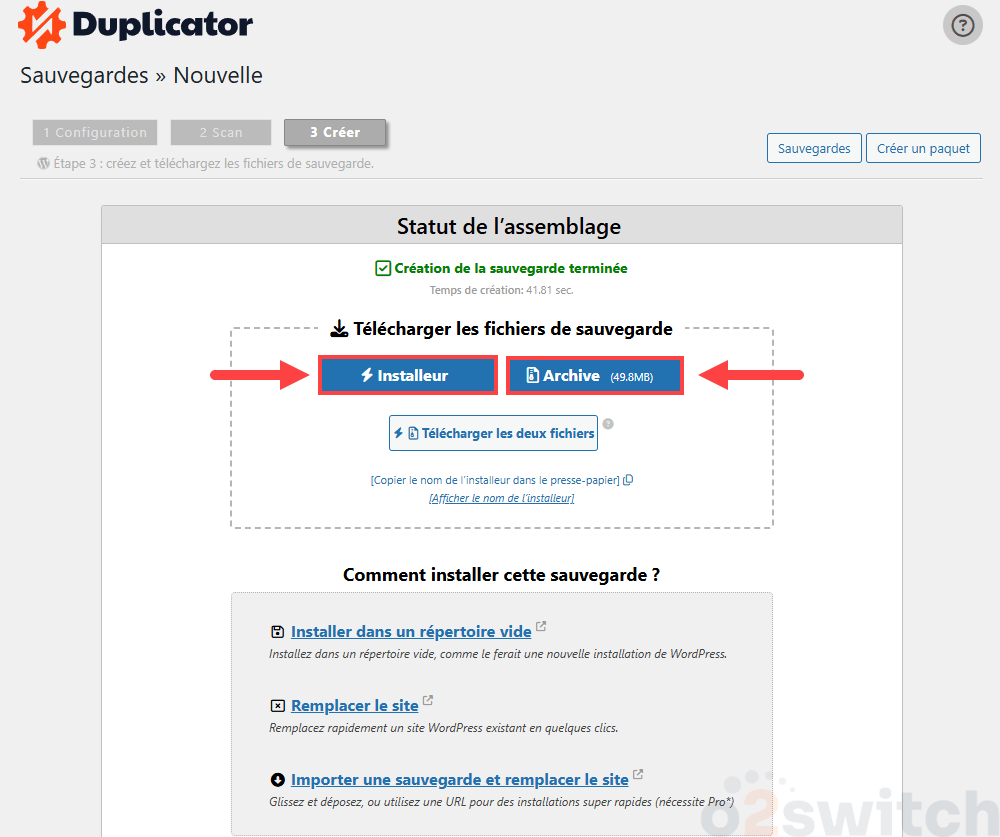 Duplicator
?
Sauvegardes » Nouvelle
1 Configuration
2 Scan
3 Créer
Étape 3 : créez et téléchargez les fichiers de sauvegarde.
Sauvegardes
Créer un paquet
Statut de l’assemblage
Création de la sauvegarde terminée
Temps de création: 41.81 sec.
Télécharger les fichiers de sauvegarde
Installeur
Archive (49.8MB)
Télécharger les deux fichiers
?
[Copier le nom de l’installeur dans le presse-papier]
[Afficher le nom de l’installeur]
Comment installer cette sauvegarde ?
Installer dans un répertoire vide
Installez dans un répertoire vide, comme le ferait une nouvelle installation de WordPress.
Remplacer le site
Remplacez rapidement un site WordPress existant en quelques clics.
Importer une sauvegarde et remplacer le site
Glissez et déposez, ou utilisez une URL pour des installations super rapides (nécessite Pro*)
o2switch